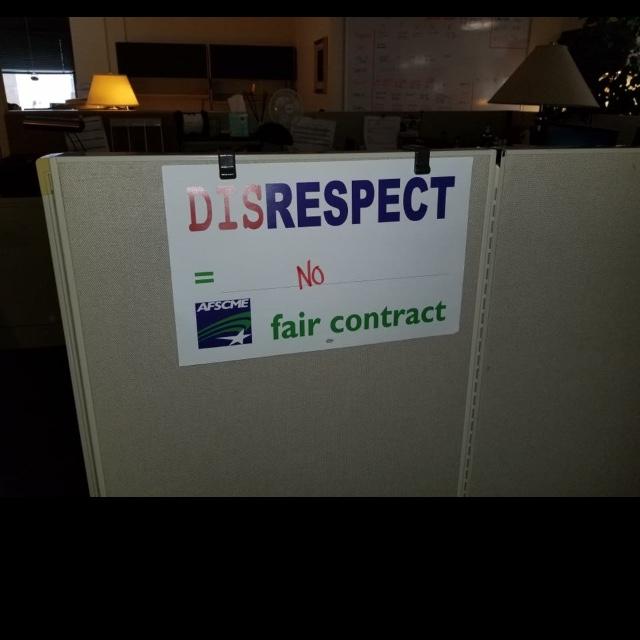 DISRESPECT
= NO
AFSCME
fair contract